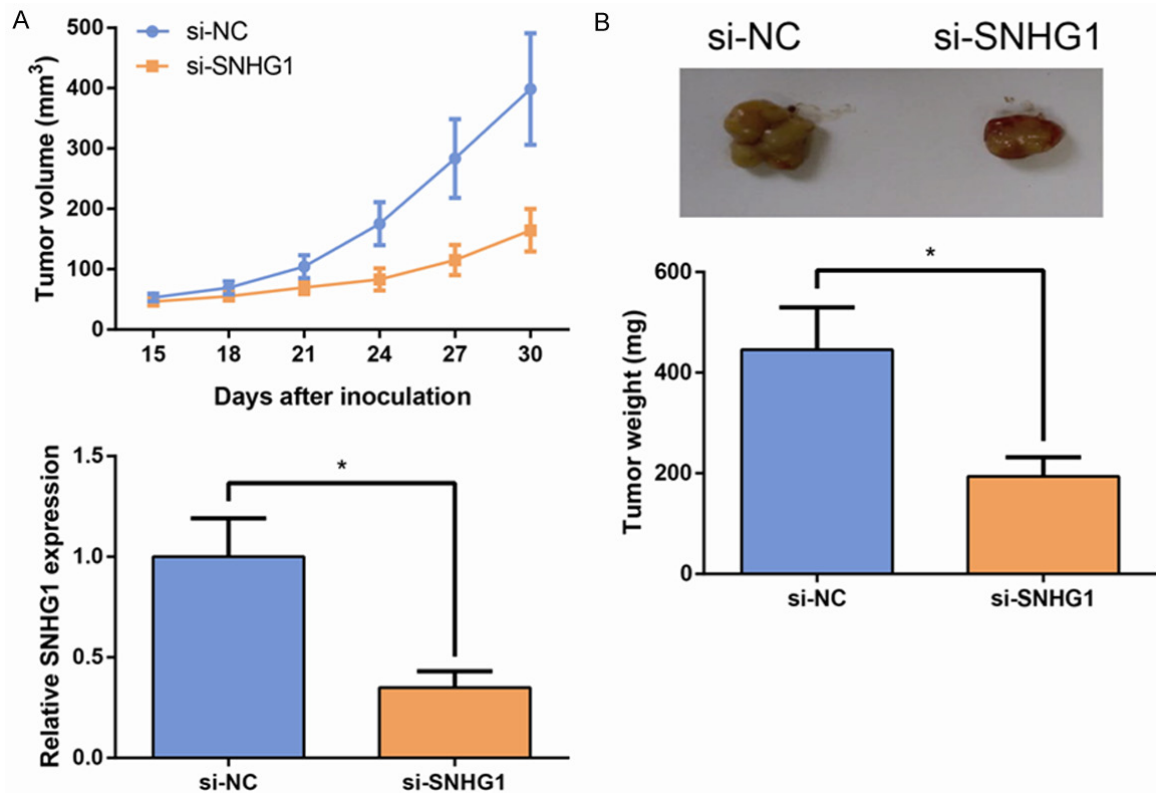 A
si-NC
si-SNHG1
Tumor volume (mm³)
500
400
300
200
100
0
15 18 21 24 27 30
Days after inoculation
Relative SNHG1 expression
1.5
1.0
0.5
0.0
*
si-NC si-SNHG1
B
si-NC si-SNHG1
Tumor weight (mg)
600
400
200
0
*
si-NC si-SNHG1